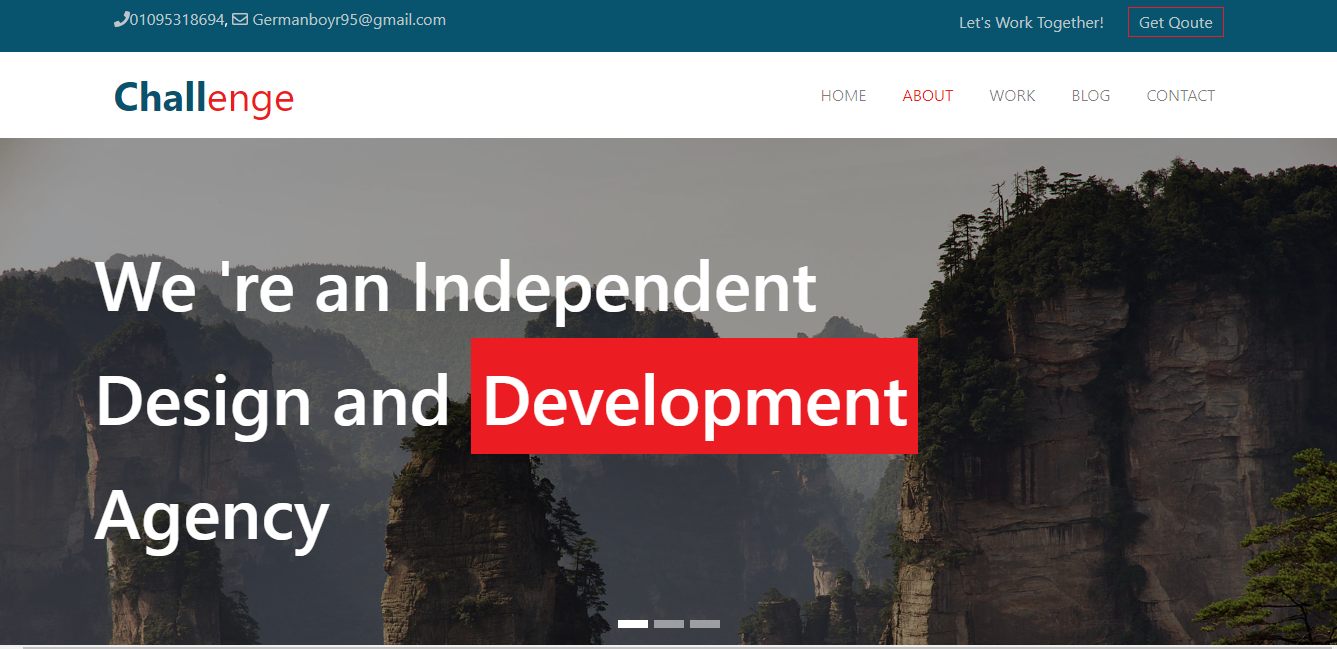 01095318694, Germanboyr95@gmail.com
Let's Work Together!
Get Qoute
Challenge
HOME ABOUT WORK BLOG CONTACT
We 're an Independent
Design and Development
Agency